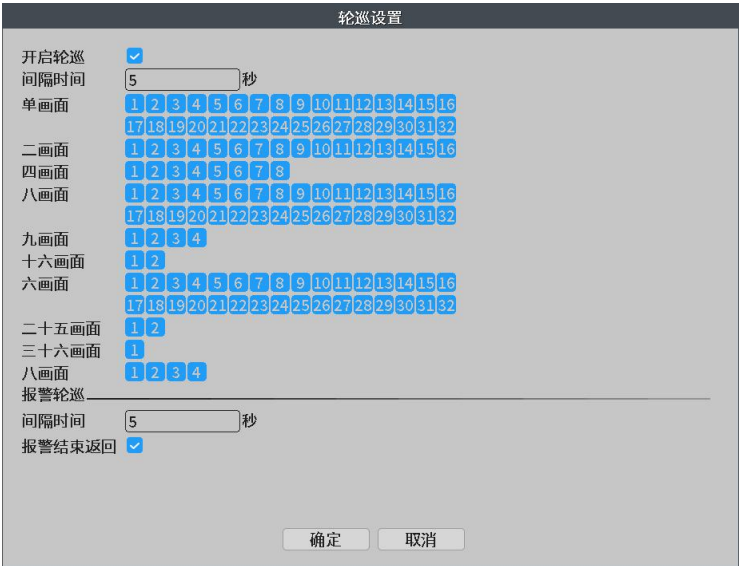 轮巡设置
开启轮巡
间隔时间 5 秒
单画面 1 2 3 4 5 6 7 8 9 10 11 12 13 14 15 16
17 18 19 20 21 22 23 24 25 26 27 28 29 30 31 32
二画面 1 2 3 4 5 6 7 8 9 10 11 12 13 14 15 16
四画面 1 2 3 4 5 6 7 8
八画面 1 2 3 4 5 6 7 8 9 10 11 12 13 14 15 16
17 18 19 20 21 22 23 24 25 26 27 28 29 30 31 32
九画面 1 2 3 4
十六画面 1 2
六画面 1 2 3 4 5 6 7 8 9 10 11 12 13 14 15 16
17 18 19 20 21 22 23 24 25 26 27 28 29 30 31 32
二十五画面 1 2
三十六画面 1
八画面 1 2 3 4
报警轮巡
间隔时间 5 秒
报警结束返回
确定 取消